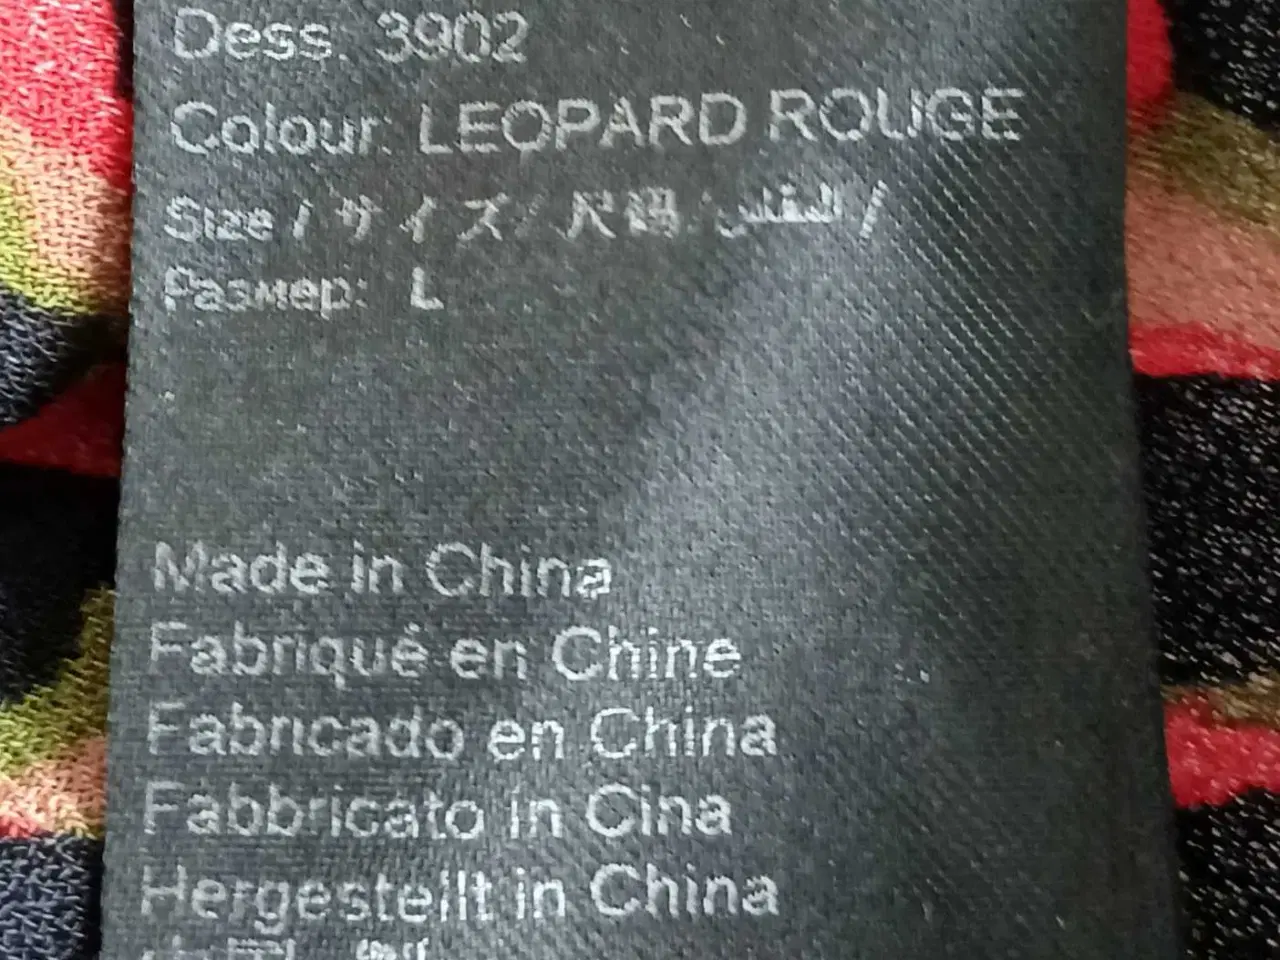 Dess. 3902
Colour: LEOPARD ROUGE
Size / サイズ / 尺码 / المقاس /
Размер: L
Made in China
Fabriqué en Chine
Fabricado en China
Fabbricato in Cina
Hergestellt in China